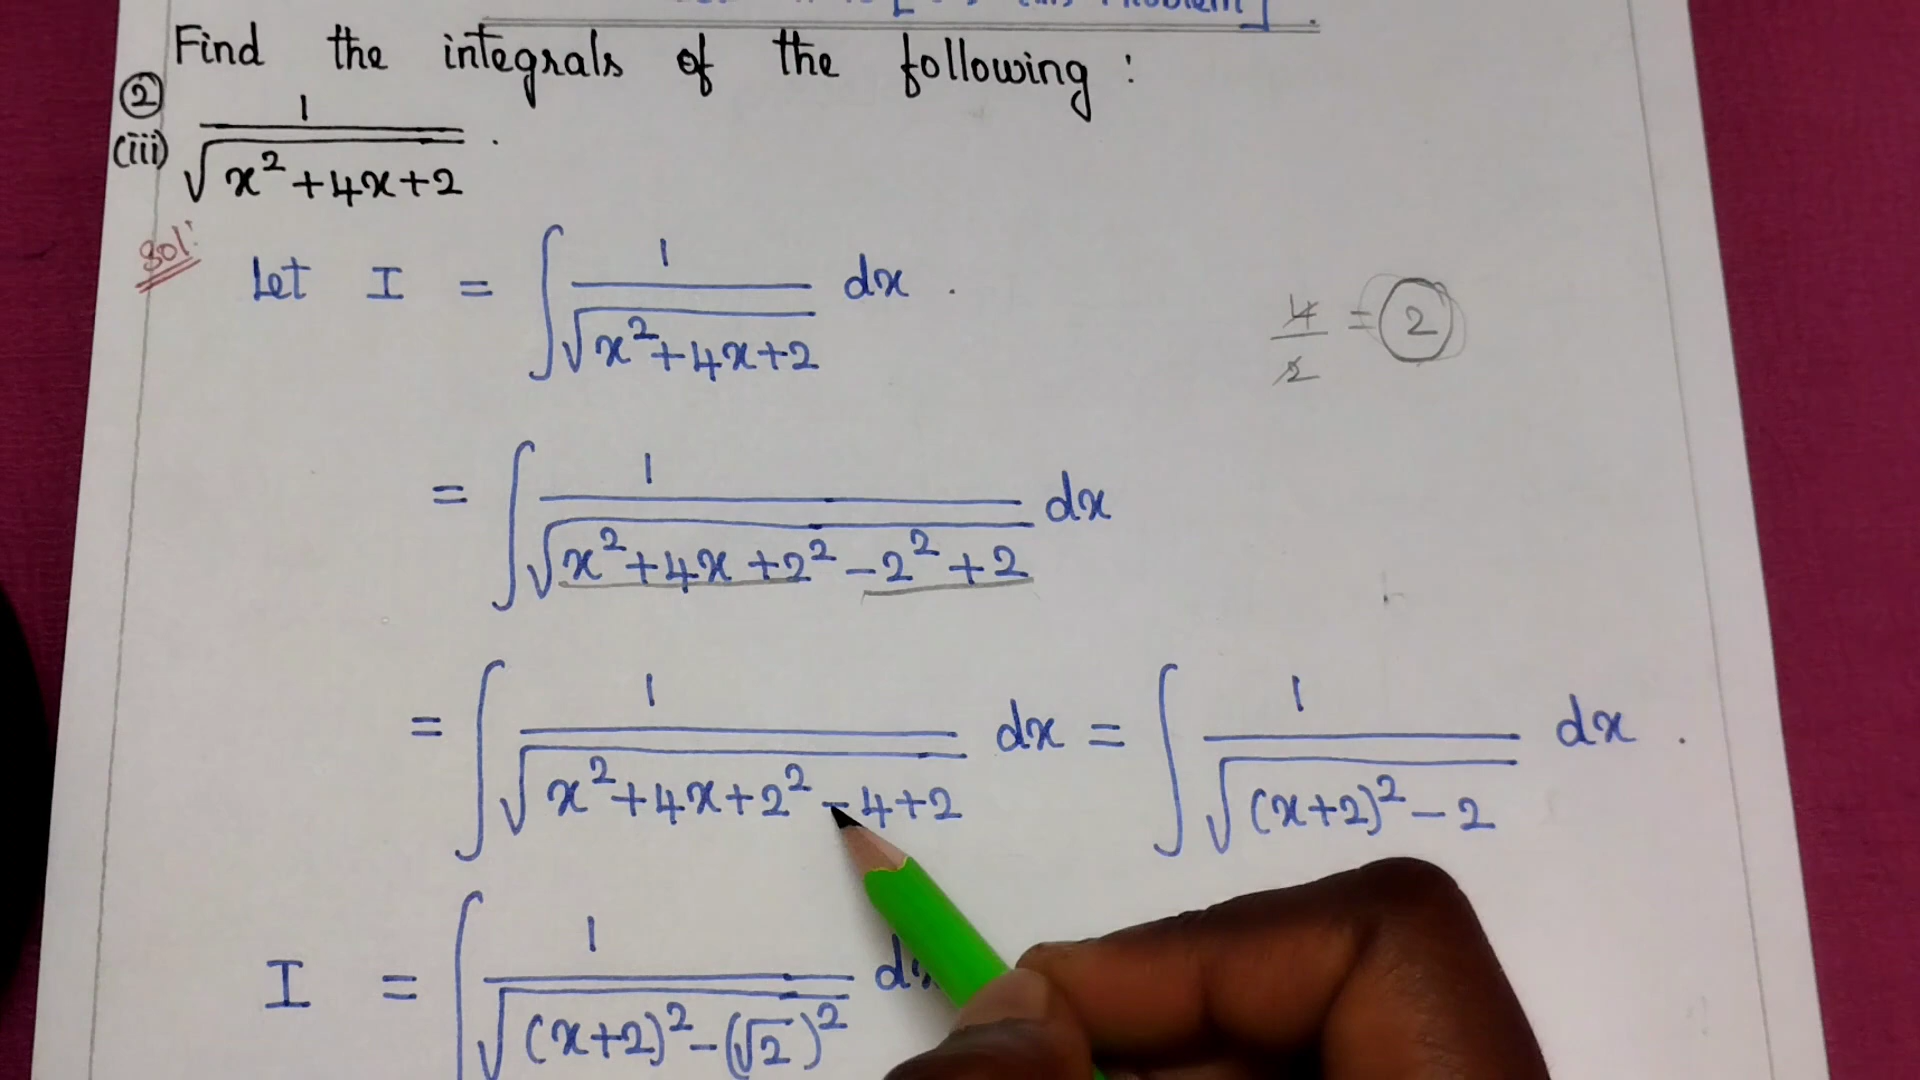 this Problem] .
Find the integrals of the following :
② (iii) 1/√(x²+4x+2) .
Sol:
Let I = ∫ 1/√(x²+4x+2) dx .
4/2 = 2
= ∫ 1/√(x²+4x+2²-2²+2) dx
= ∫ 1/√(x²+4x+2²-4+2) dx = ∫ 1/√((x+2)²-2) dx .
I = ∫ 1/√((x+2)²-(√2)²)